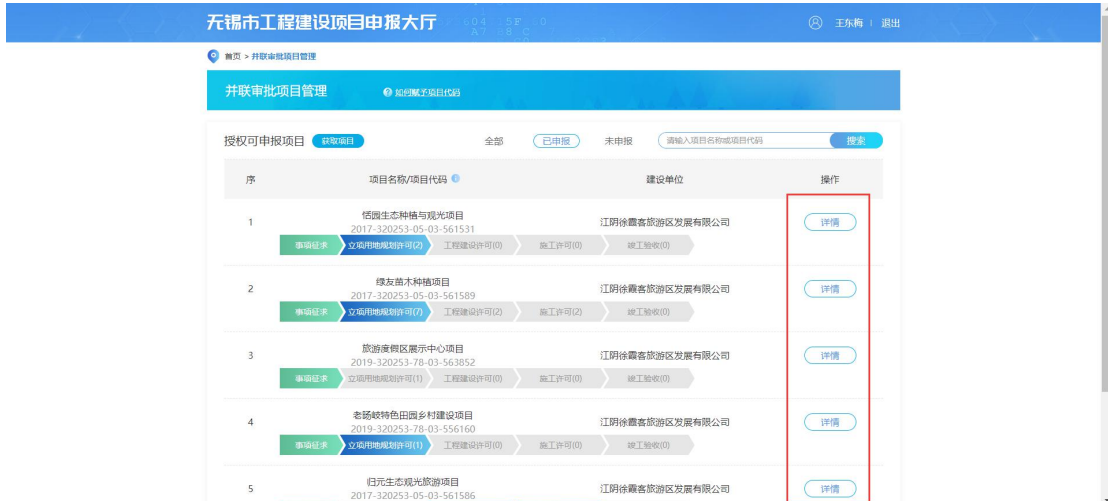 无锡市工程建设项目申报大厅
王东梅 | 退出
首页 > 并联审批项目管理
并联审批项目管理 如何赋予项目代码
授权可申报项目 获取项目 全部 已申报 未申报 请输入项目名称或项目代码 搜索
序 项目名称/项目代码 建设单位 操作
1 恬园生态种植与观光项目 江阴徐霞客旅游区发展有限公司 详情
2017-320253-05-03-561531
事项征求 立项用地规划许可(2) 工程建设许可(0) 施工许可(0) 竣工验收(0)
2 绿友苗木种植项目 江阴徐霞客旅游区发展有限公司 详情
2017-320253-05-03-561589
事项征求 立项用地规划许可(7) 工程建设许可(2) 施工许可(2) 竣工验收(0)
3 旅游度假区展示中心项目 江阴徐霞客旅游区发展有限公司 详情
2019-320253-78-03-563852
事项征求 立项用地规划许可(1) 工程建设许可(0) 施工许可(0) 竣工验收(0)
4 老旸岐特色田园乡村建设项目 江阴徐霞客旅游区发展有限公司 详情
2019-320253-78-03-556160
事项征求 立项用地规划许可(1) 工程建设许可(0) 施工许可(0) 竣工验收(0)
5 归元生态观光旅游项目 江阴徐霞客旅游区发展有限公司 详情
2017-320253-05-03-561586